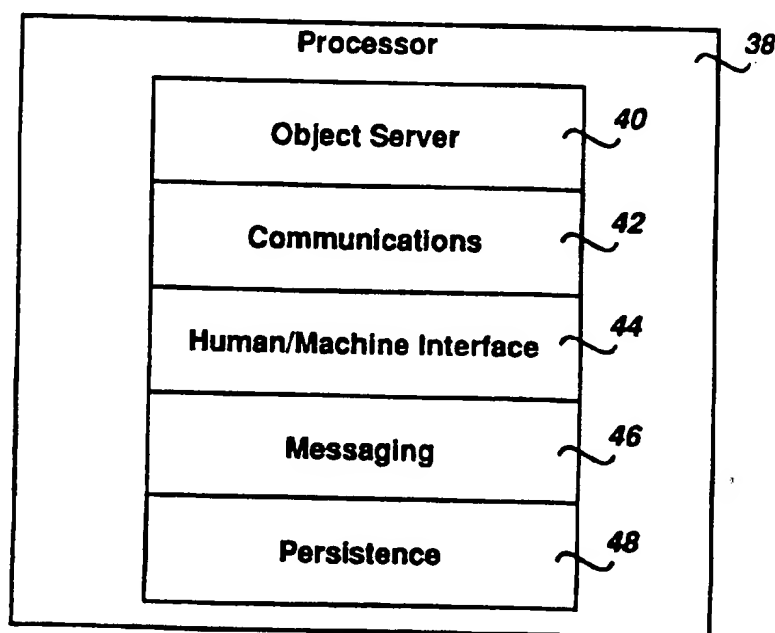 Processor
38
Object Server
40
Communications
42
Human/Machine Interface
44
Messaging
46
Persistence
48